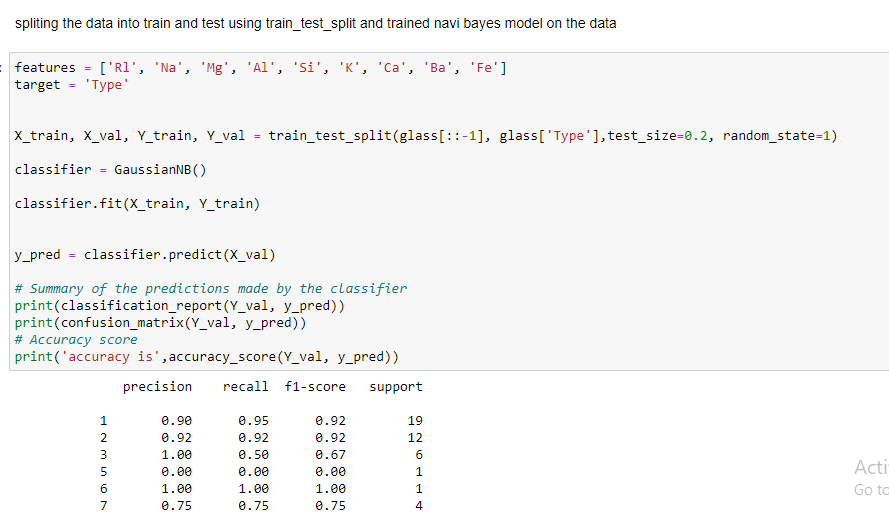 spliting the data into train and test using train_test_split and trained navi bayes model on the data
features = ['Rl', 'Na', 'Mg', 'Al', 'Si', 'K', 'Ca', 'Ba', 'Fe']
target = 'Type'
X_train, X_val, Y_train, Y_val = train_test_split(glass[::-1], glass['Type'],test_size=0.2, random_state=1)
classifier = GaussianNB()
classifier.fit(X_train, Y_train)
y_pred = classifier.predict(X_val)
# Summary of the predictions made by the classifier
print(classification_report(Y_val, y_pred))
print(confusion_matrix(Y_val, y_pred))
# Accuracy score
print('accuracy is',accuracy_score(Y_val, y_pred))
precision recall f1-score support
1 0.90 0.95 0.92 19
2 0.92 0.92 0.92 12
3 1.00 0.50 0.67 6
5 0.00 0.00 0.00 1
6 1.00 1.00 1.00 1
7 0.75 0.75 0.75 4
Acti
Go to